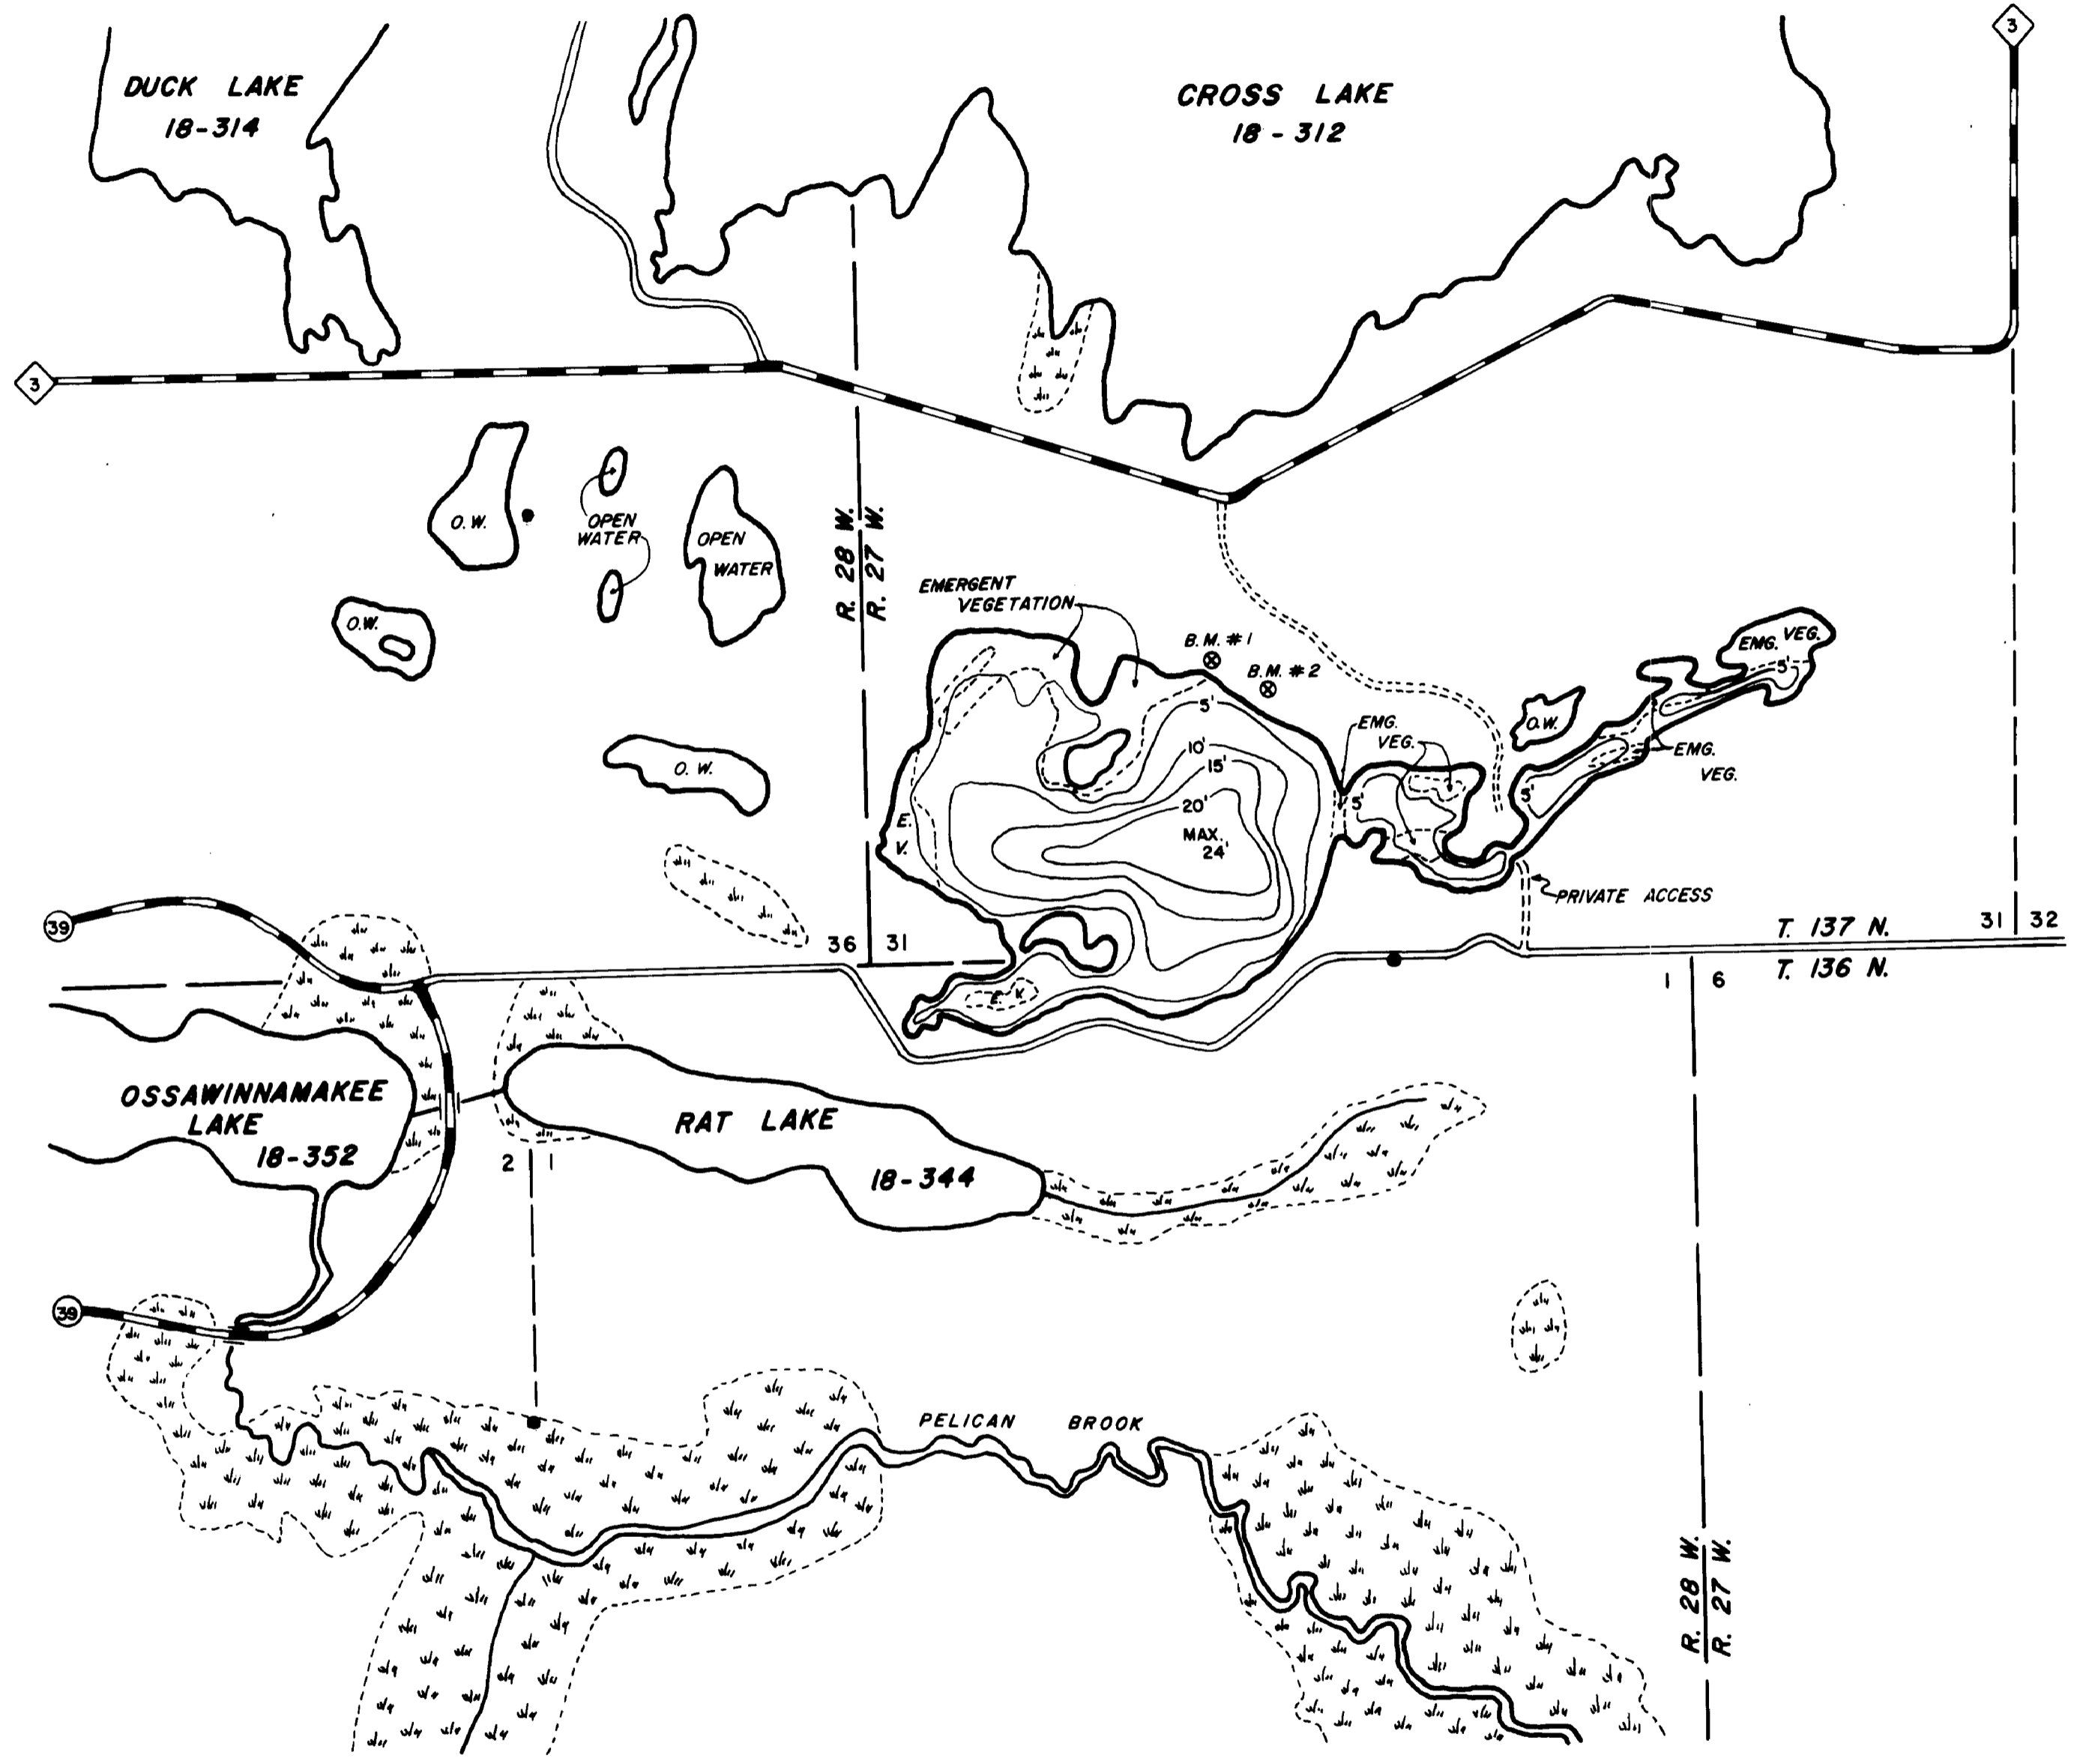 3
DUCK LAKE
18-314
CROSS LAKE
18 - 312
3
O.W.
OPEN
WATER
OPEN
WATER
R. 28 W.
R. 27 W.
EMERGENT
VEGETATION
B.M. #1
B.M. #2
O.W.
EMG. VEG.
5'
5'
EMG.
VEG.
O.W.
10'
15'
EMG.
VEG.
O.W.
20'
5'
5'
MAX.
24'
E.
V.
PRIVATE ACCESS
39
36
31
T. 137 N.
31
32
T. 136 N.
1
6
E. V.
OSSAWINNAMAKEE
LAKE
18-352
RAT LAKE
18-344
2
1
39
PELICAN BROOK
R. 28 W.
R. 27 W.